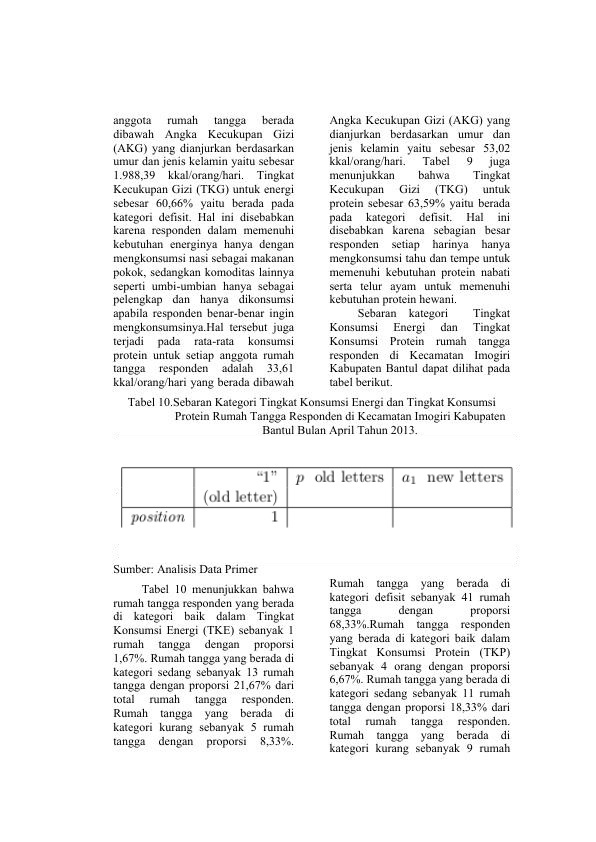 anggota rumah tangga berada
dibawah Angka Kecukupan Gizi
(AKG) yang dianjurkan berdasarkan
umur dan jenis kelamin yaitu sebesar
1.988,39 kkal/orang/hari. Tingkat
Kecukupan Gizi (TKG) untuk energi
sebesar 60,66% yaitu berada pada
kategori defisit. Hal ini disebabkan
karena responden dalam memenuhi
kebutuhan energinya hanya dengan
mengkonsumsi nasi sebagai makanan
pokok, sedangkan komoditas lainnya
seperti umbi-umbian hanya sebagai
pelengkap dan hanya dikonsumsi
apabila responden benar-benar ingin
mengkonsumsinya.Hal tersebut juga
terjadi pada rata-rata konsumsi
protein untuk setiap anggota rumah
tangga responden adalah 33,61
kkal/orang/hari yang berada dibawah
Angka Kecukupan Gizi (AKG) yang
dianjurkan berdasarkan umur dan
jenis kelamin yaitu sebesar 53,02
kkal/orang/hari. Tabel 9 juga
menunjukkan bahwa Tingkat
Kecukupan Gizi (TKG) untuk
protein sebesar 63,59% yaitu berada
pada kategori defisit. Hal ini
disebabkan karena sebagian besar
responden setiap harinya hanya
mengkonsumsi tahu dan tempe untuk
memenuhi kebutuhan protein nabati
serta telur ayam untuk memenuhi
kebutuhan protein hewani.
Sebaran kategori Tingkat
Konsumsi Energi dan Tingkat
Konsumsi Protein rumah tangga
responden di Kecamatan Imogiri
Kabupaten Bantul dapat dilihat pada
tabel berikut.
Tabel 10.Sebaran Kategori Tingkat Konsumsi Energi dan Tingkat Konsumsi
Protein Rumah Tangga Responden di Kecamatan Imogiri Kabupaten
Bantul Bulan April Tahun 2013.
“1” p old letters a₁ new letters
(old letter)
position 1
Sumber: Analisis Data Primer
Tabel 10 menunjukkan bahwa
rumah tangga responden yang berada
di kategori baik dalam Tingkat
Konsumsi Energi (TKE) sebanyak 1
rumah tangga dengan proporsi
1,67%. Rumah tangga yang berada di
kategori sedang sebanyak 13 rumah
tangga dengan proporsi 21,67% dari
total rumah tangga responden.
Rumah tangga yang berada di
kategori kurang sebanyak 5 rumah
tangga dengan proporsi 8,33%.
Rumah tangga yang berada di
kategori defisit sebanyak 41 rumah
tangga dengan proporsi
68,33%.Rumah tangga responden
yang berada di kategori baik dalam
Tingkat Konsumsi Protein (TKP)
sebanyak 4 orang dengan proporsi
6,67%. Rumah tangga yang berada di
kategori sedang sebanyak 11 rumah
tangga dengan proporsi 18,33% dari
total rumah tangga responden.
Rumah tangga yang berada di
kategori kurang sebanyak 9 rumah